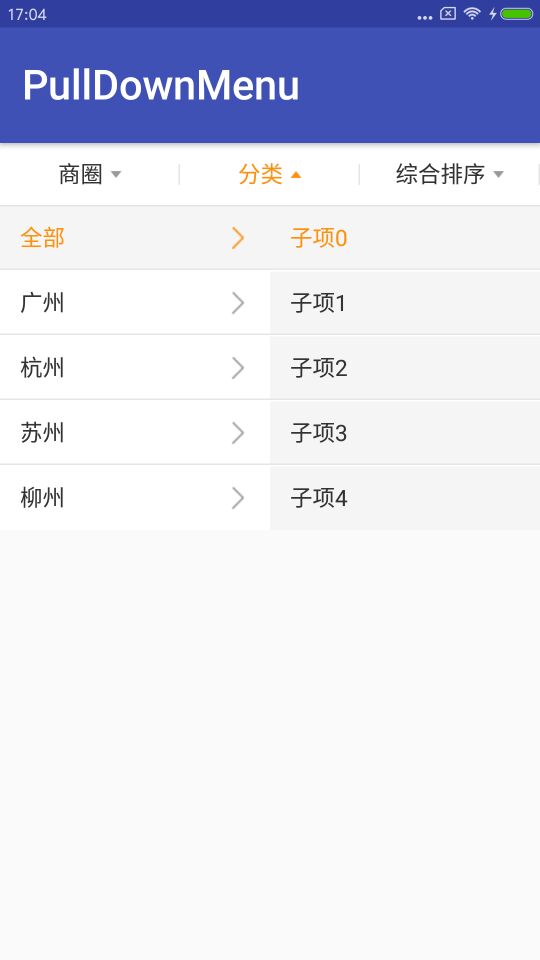 17:04
PullDownMenu
商圈 分类 综合排序
全部 子项0
广州 子项1
杭州 子项2
苏州 子项3
柳州 子项4